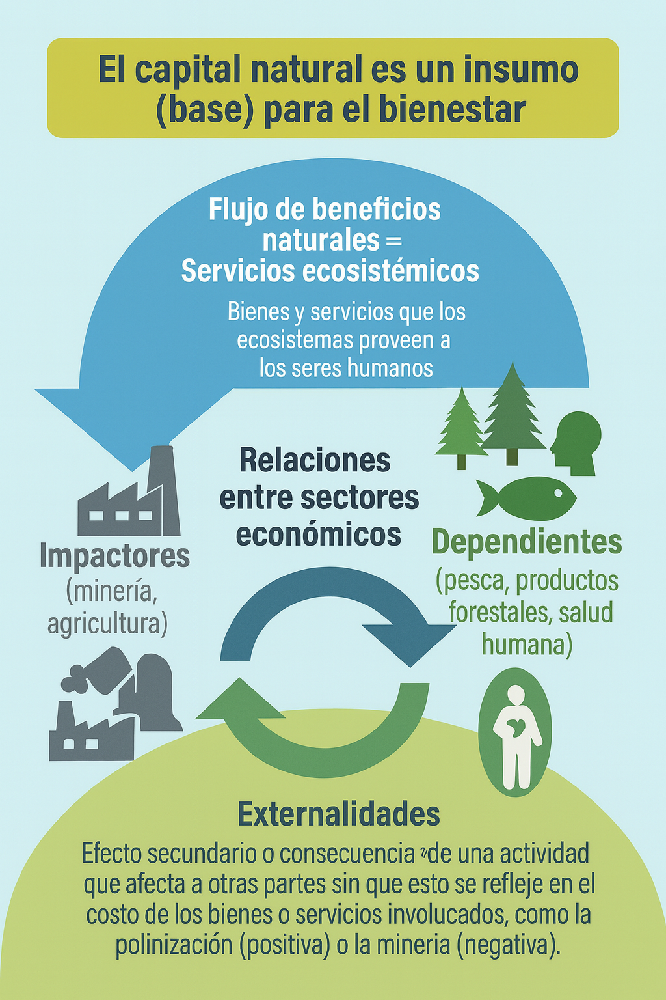 El capital natural es un insumo
(base) para el bienestar
Flujo de beneficios
naturales =
Servicios ecosistémicos
Bienes y servicios que los
ecosistemas proveen a
los seres humanos
Relaciones
entre sectores
económicos
Impactores
(minería,
agricultura)
Dependientes
(pesca, productos
forestales, salud
humana)
Externalidades
Efecto secundario o consecuencia de una actividad
que afecta a otras partes sin que esto se refleje en el
costo de los bienes o servicios involucados, como la
polinización (positiva) o la mineria (negativa).